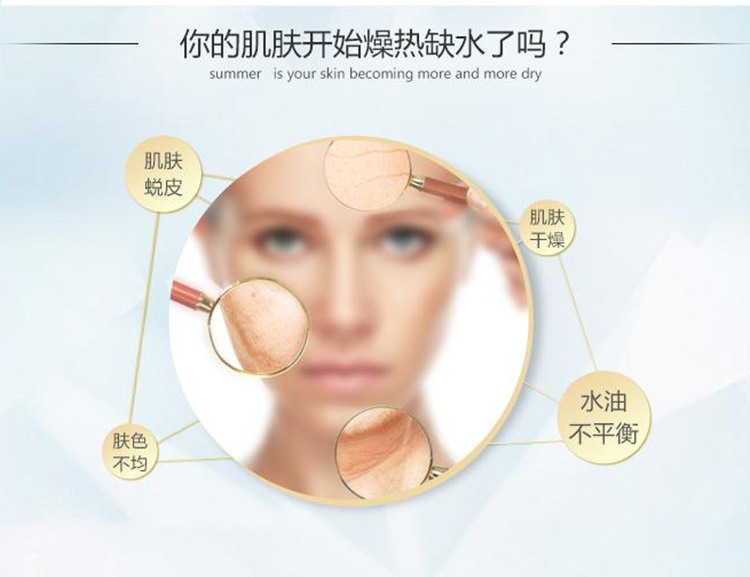 你的肌肤开始燥热缺水了吗？
summer is your skin becoming more and more dry
肌肤
蜕皮
肌肤
干燥
水油
不平衡
肤色
不均